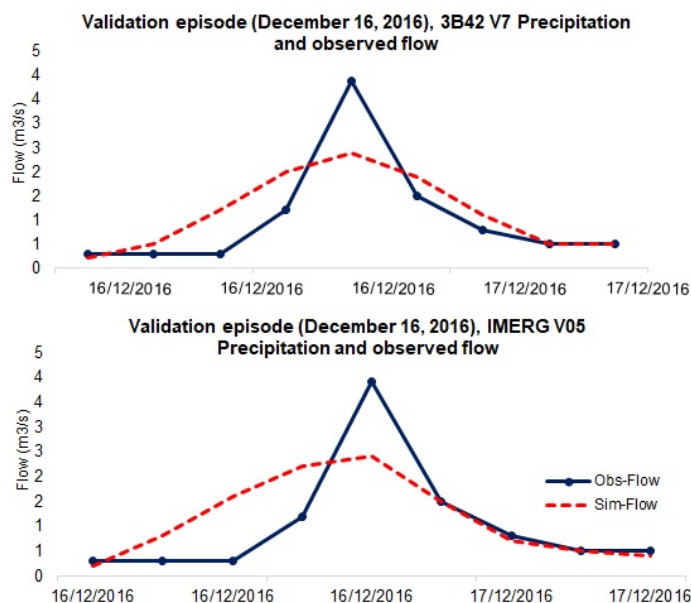 Validation episode (December 16, 2016), 3B42 V7 Precipitation
and observed flow
Flow (m3/s)
5
4
4
3
3
2
2
1
1
0
16/12/2016 16/12/2016 17/12/2016 17/12/2016
Validation episode (December 16, 2016), IMERG V05
Precipitation and observed flow
Flow (m3/s)
5
4
4
3
3
2
2
1
1
0
Obs-Flow
Sim-Flow
16/12/2016 16/12/2016 16/12/2016 17/12/2016 17/12/2016